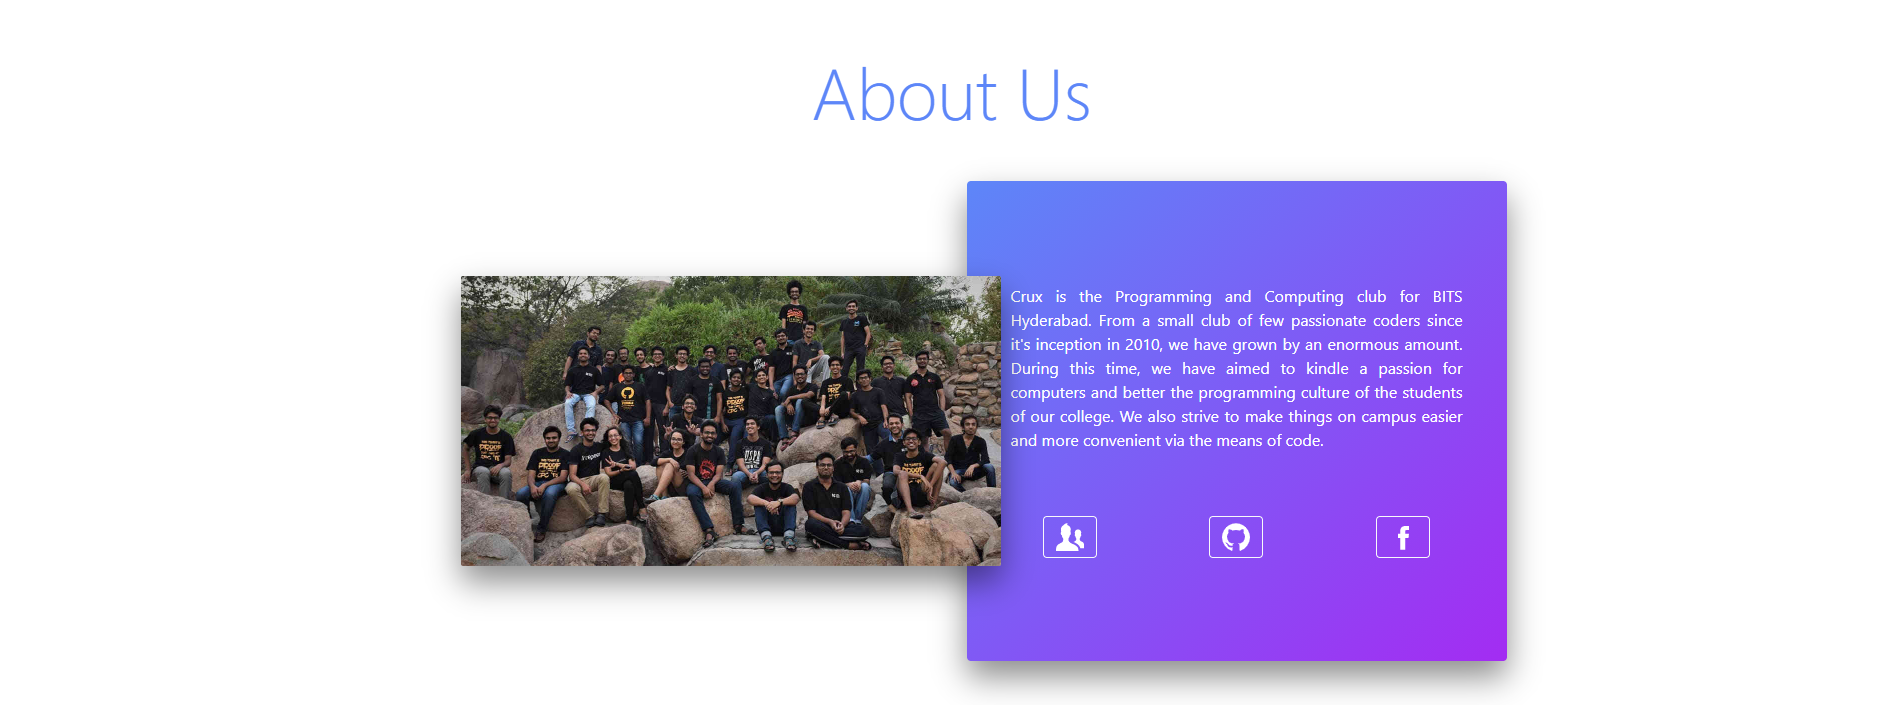 About Us
Crux is the Programming and Computing club for BITS
Hyderabad. From a small club of few passionate coders since
it's inception in 2010, we have grown by an enormous amount.
During this time, we have aimed to kindle a passion for
computers and better the programming culture of the students
of our college. We also strive to make things on campus easier
and more convenient via the means of code.